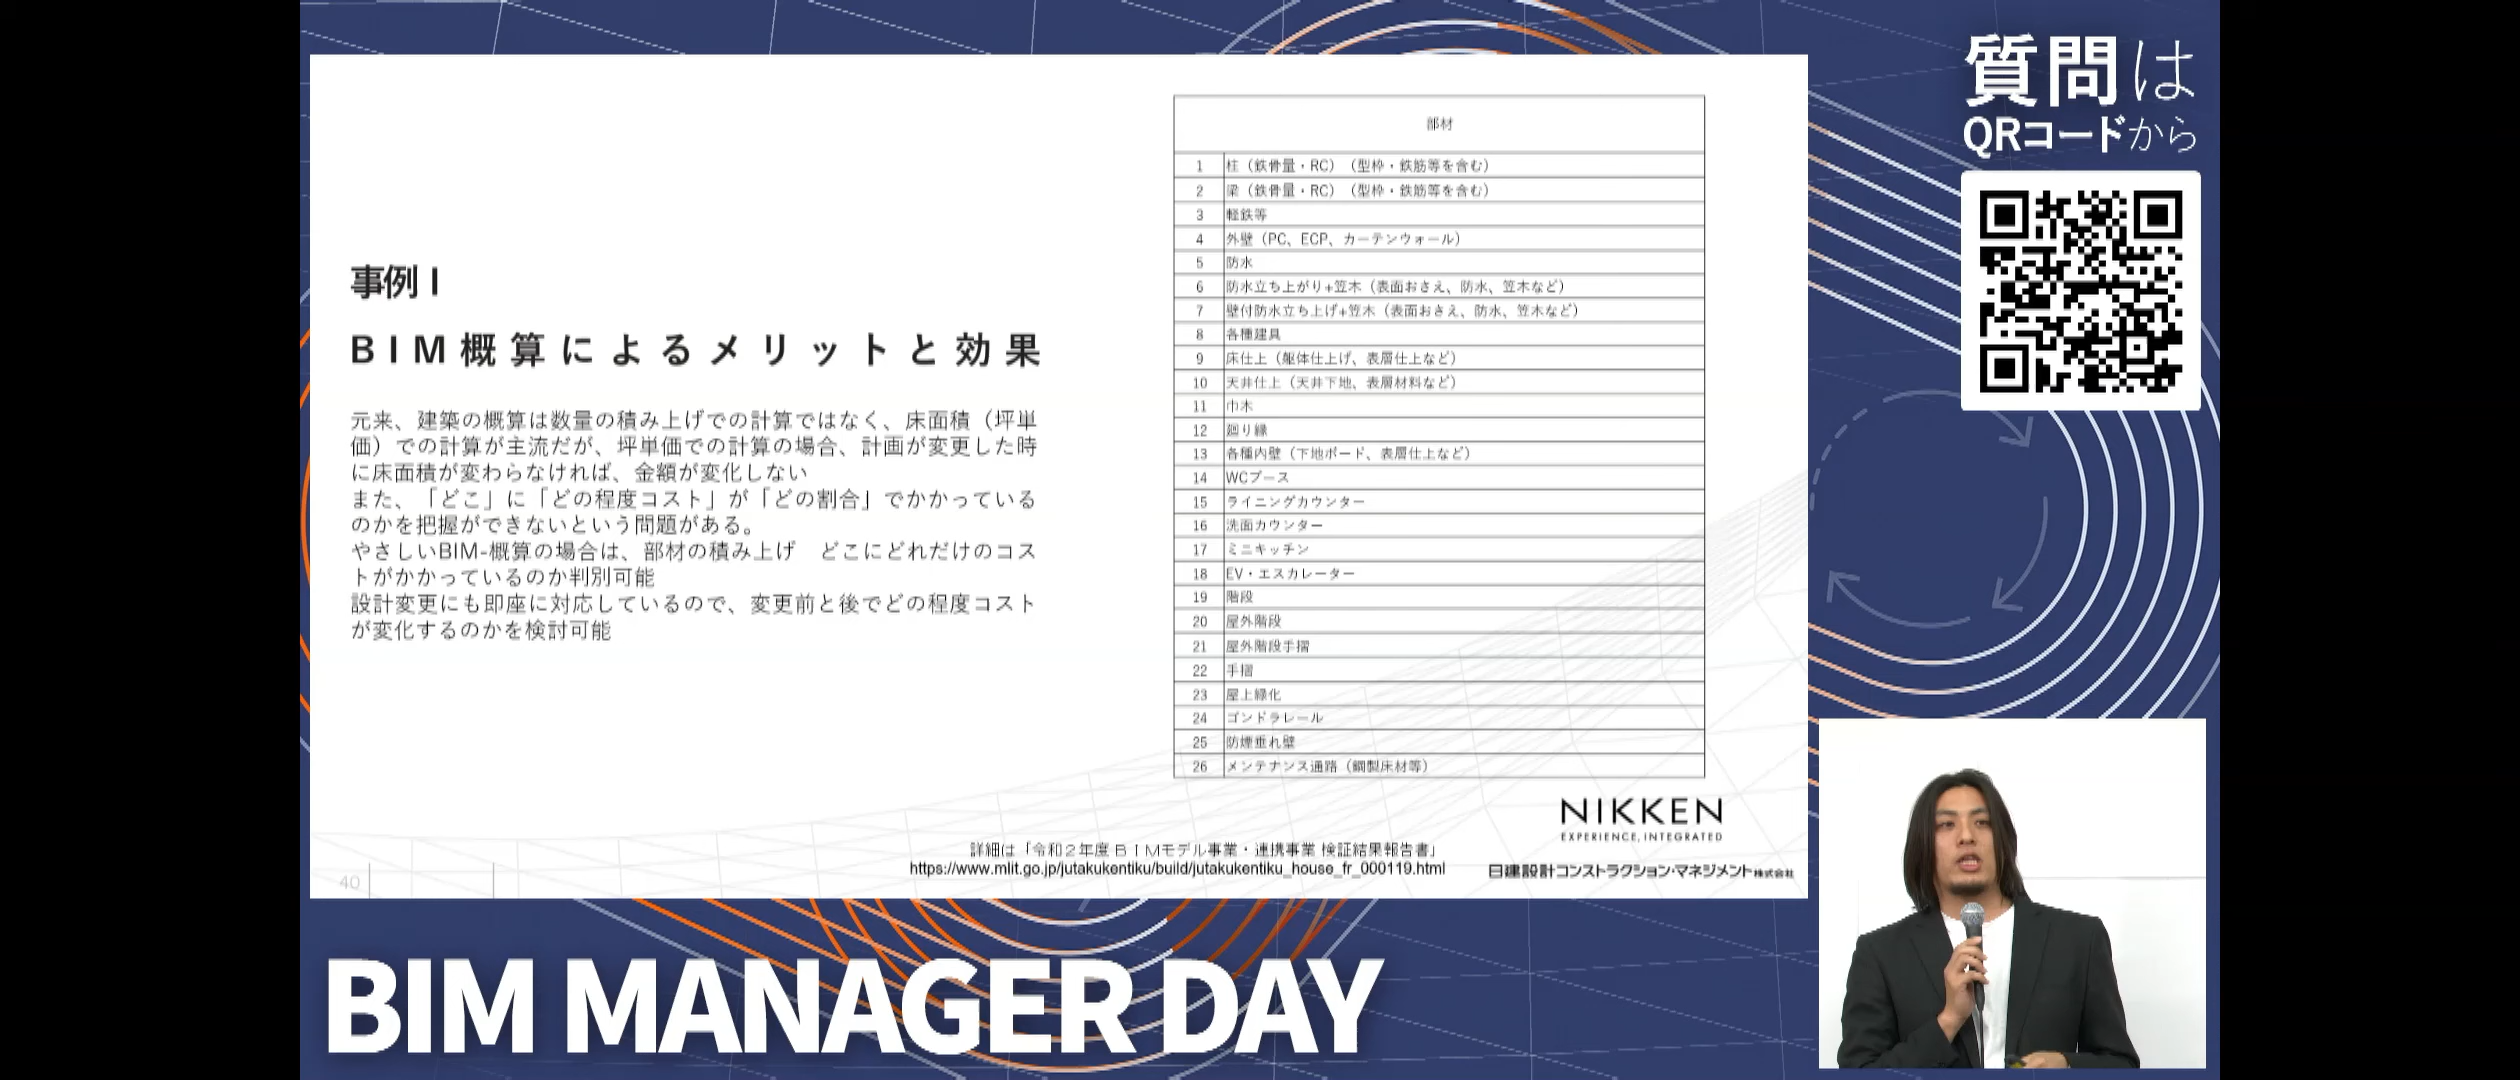 質問は
QRコードから
事例Ⅰ
BIM概算によるメリットと効果
元来、建築の概算は数量の積み上げでの計算ではなく、床面積（坪単
価）での計算が主流だが、坪単価での計算の場合、計画が変更した時
に床面積が変わらなければ、金額が変化しない
また、「どこ」に「どの程度コスト」が「どの割合」でかかっている
のかを把握ができないという問題がある。
やさしいBIM-概算の場合は、部材の積み上げ　どこにどれだけのコス
トがかかっているのか判別可能
設計変更にも即座に対応しているので、変更前と後でどの程度コスト
が変化するのかを検討可能
部材
1 柱（鉄骨量・RC）（型枠・鉄筋等を含む）
2 梁（鉄骨量・RC）（型枠・鉄筋等を含む）
3 軽鉄等
4 外壁（PC、ECP、カーテンウォール）
5 防水
6 防水立ち上がり+笠木（表面おさえ、防水、笠木など）
7 壁付防水立ち上げ+笠木（表面おさえ、防水、笠木など）
8 各種建具
9 床仕上（躯体仕上げ、表層仕上など）
10 天井仕上（天井下地、表層材料など）
11 巾木
12 廻り縁
13 各種内壁（下地ボード、表層仕上など）
14 WCブース
15 ライニングカウンター
16 洗面カウンター
17 ミニキッチン
18 EV・エスカレーター
19 階段
20 屋外階段
21 屋外階段手摺
22 手摺
23 屋上緑化
24 ゴンドラレール
25 防煙垂れ壁
26 メンテナンス通路（鋼製床材等）
NIKKEN
EXPERIENCE, INTEGRATED
詳細は「令和２年度 ＢＩＭモデル事業・連携事業 検証結果報告書」
https://www.mlit.go.jp/jutakukentiku/build/jutakukentiku_house_fr_000119.html
日建設計コンストラクション・マネジメント株式会社
40
BIM MANAGER DAY